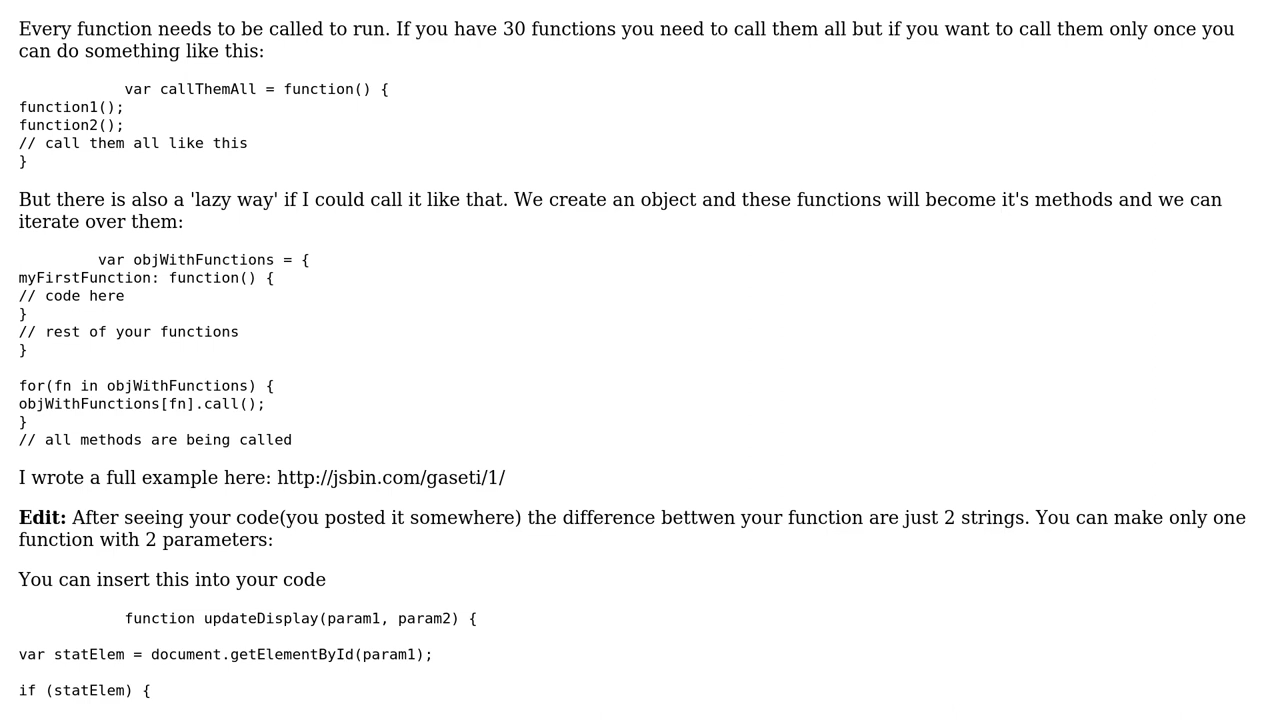 Every function needs to be called to run. If you have 30 functions you need to call them all but if you want to call them only once you
can do something like this:
var callThemAll = function() {
function1();
function2();
// call them all like this
}
But there is also a 'lazy way' if I could call it like that. We create an object and these functions will become it's methods and we can
iterate over them:
var objWithFunctions = {
myFirstFunction: function() {
// code here
}
// rest of your functions
}
for(fn in objWithFunctions) {
objWithFunctions[fn].call();
}
// all methods are being called
I wrote a full example here: http://jsbin.com/gaseti/1/
Edit: After seeing your code(you posted it somewhere) the difference bettwen your function are just 2 strings. You can make only one
function with 2 parameters:
You can insert this into your code
function updateDisplay(param1, param2) {
var statElem = document.getElementById(param1);
if (statElem) {